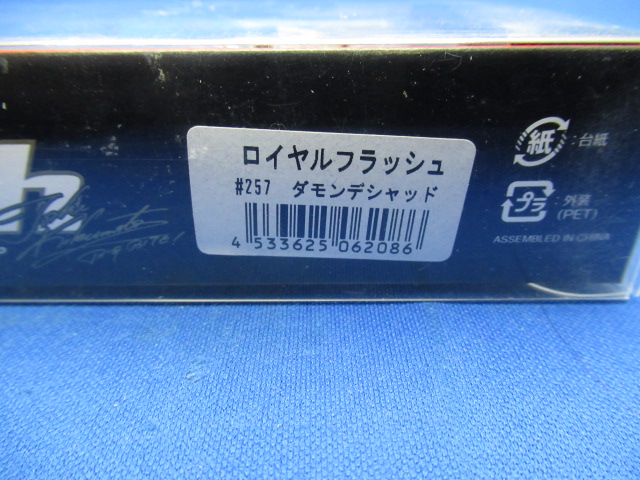 ロイヤルフラッシュ
#257 ダモンデシャッド
4 533625 062086
紙 :台紙
プラ :外装
(PET)
ASSEMBLED IN CHINA